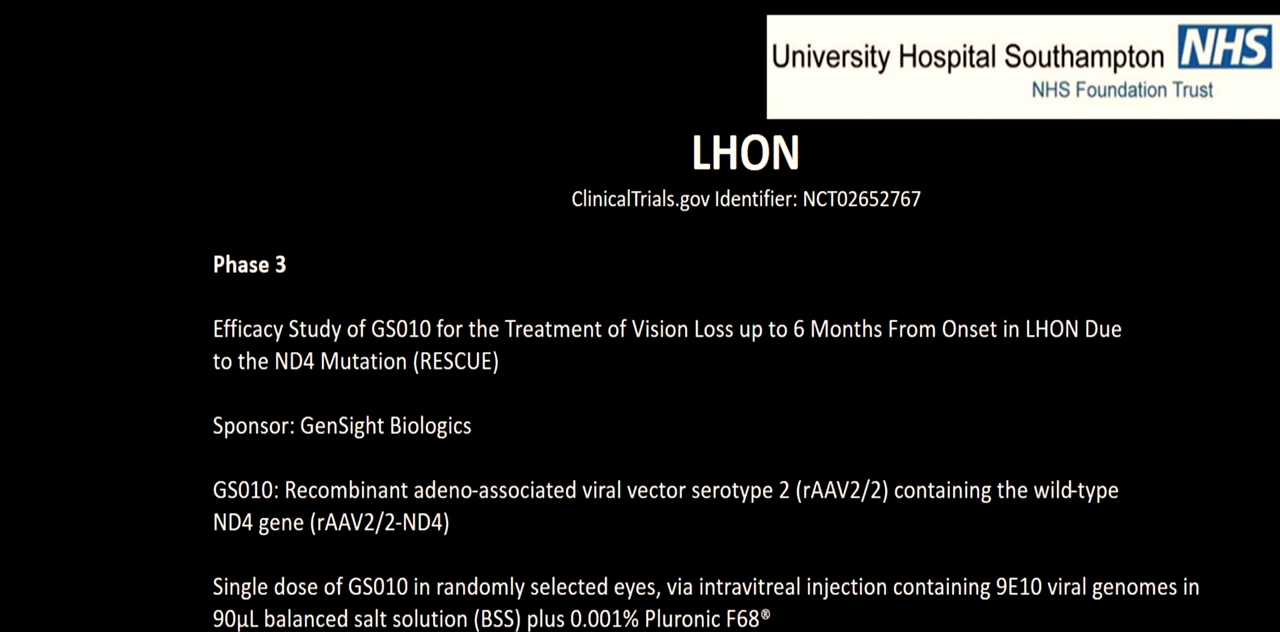 University Hospital Southampton NHS
NHS Foundation Trust
LHON
ClinicalTrials.gov Identifier: NCT02652767
Phase 3
Efficacy Study of GS010 for the Treatment of Vision Loss up to 6 Months From Onset in LHON Due
to the ND4 Mutation (RESCUE)
Sponsor: GenSight Biologics
GS010: Recombinant adeno-associated viral vector serotype 2 (rAAV2/2) containing the wild-type
ND4 gene (rAAV2/2-ND4)
Single dose of GS010 in randomly selected eyes, via intravitreal injection containing 9E10 viral genomes in
90µL balanced salt solution (BSS) plus 0.001% Pluronic F68®